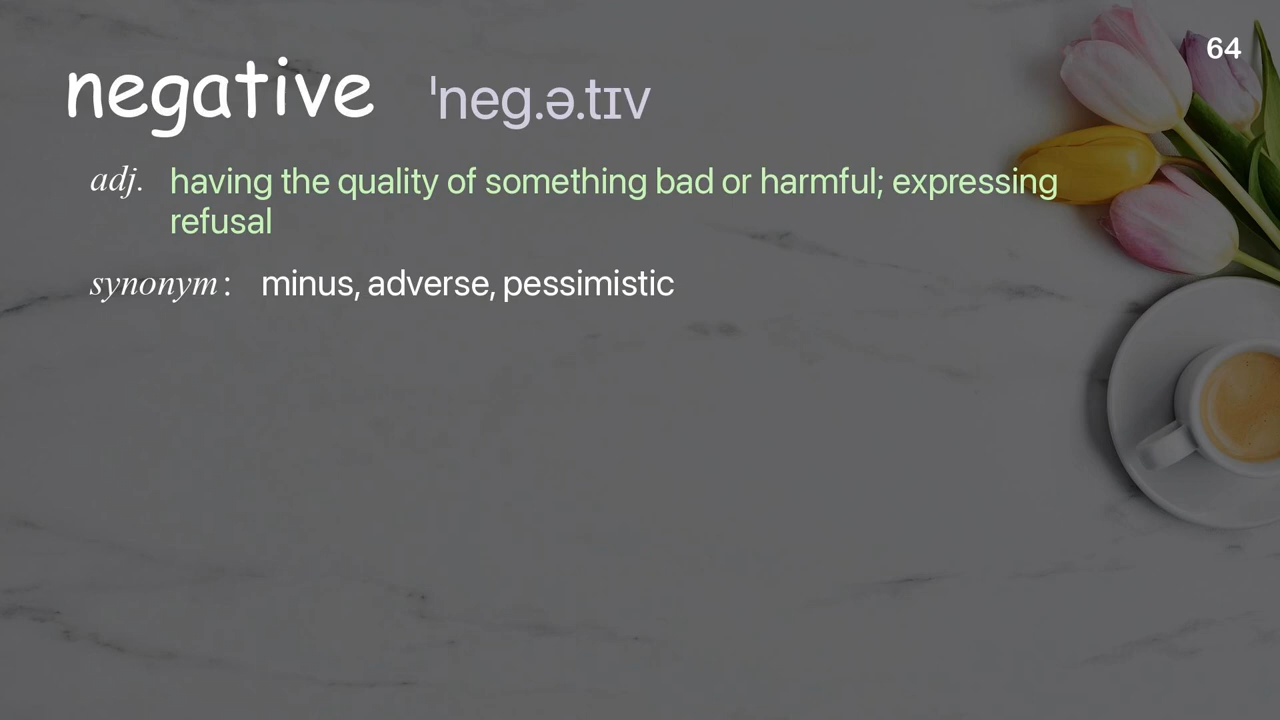 64
negative ˈneg.ə.tɪv
adj. having the quality of something bad or harmful; expressing
refusal
synonym: minus, adverse, pessimistic